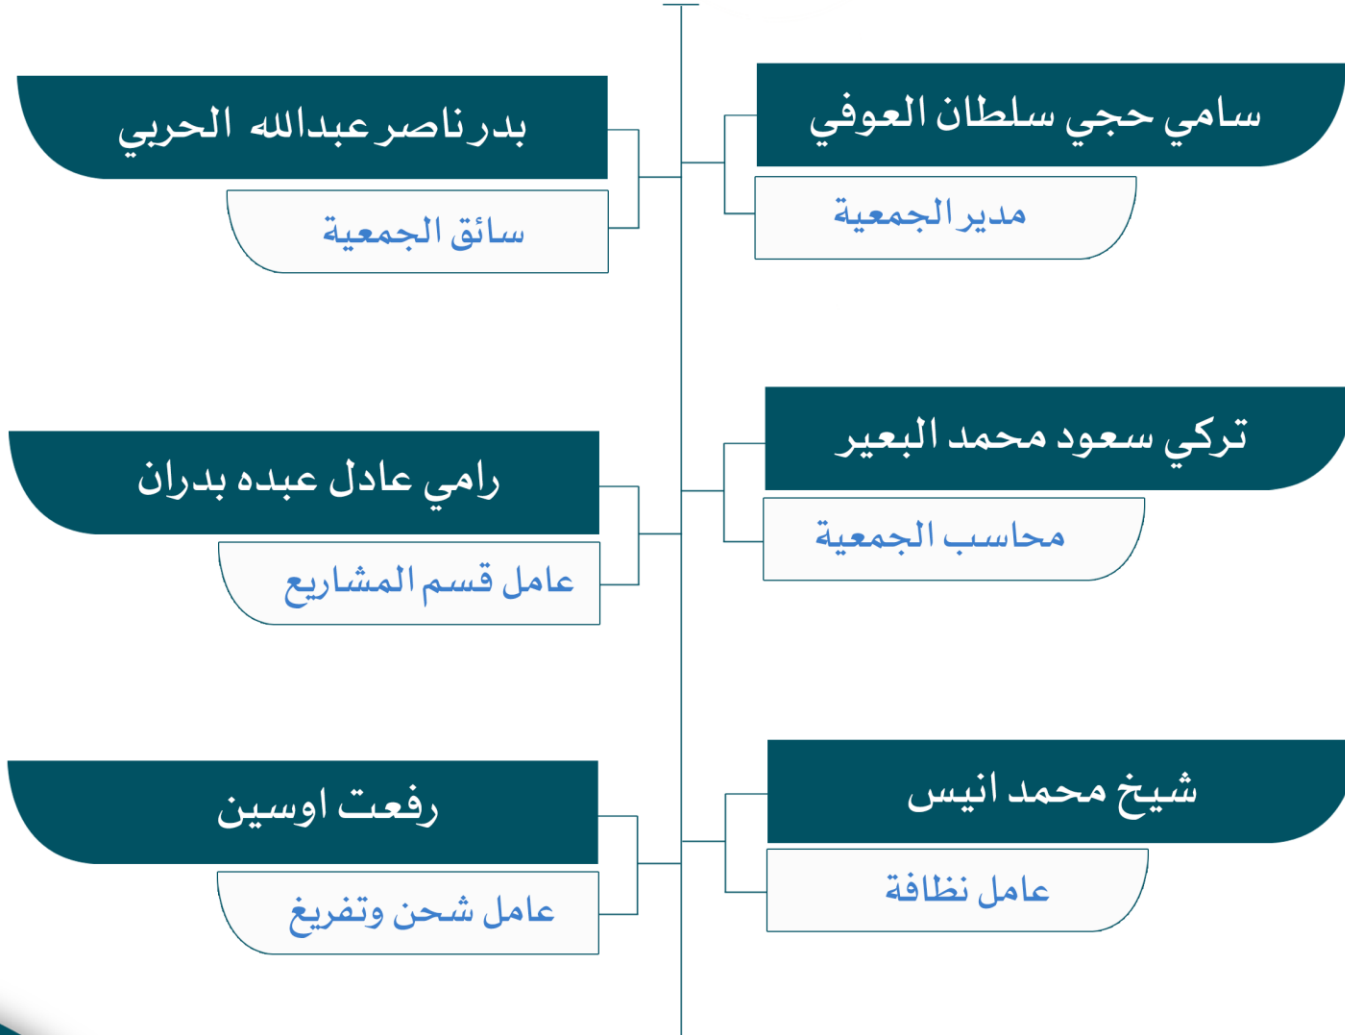 سامي حجي سلطان العوفي
مدير الجمعية
بدر ناصر عبدالله الحربي
سائق الجمعية
تركي سعود محمد البعير
محاسب الجمعية
رامي عادل عبده بدران
عامل قسم المشاريع
شيخ محمد انيس
عامل نظافة
رفعت اوسين
عامل شحن وتفريغ